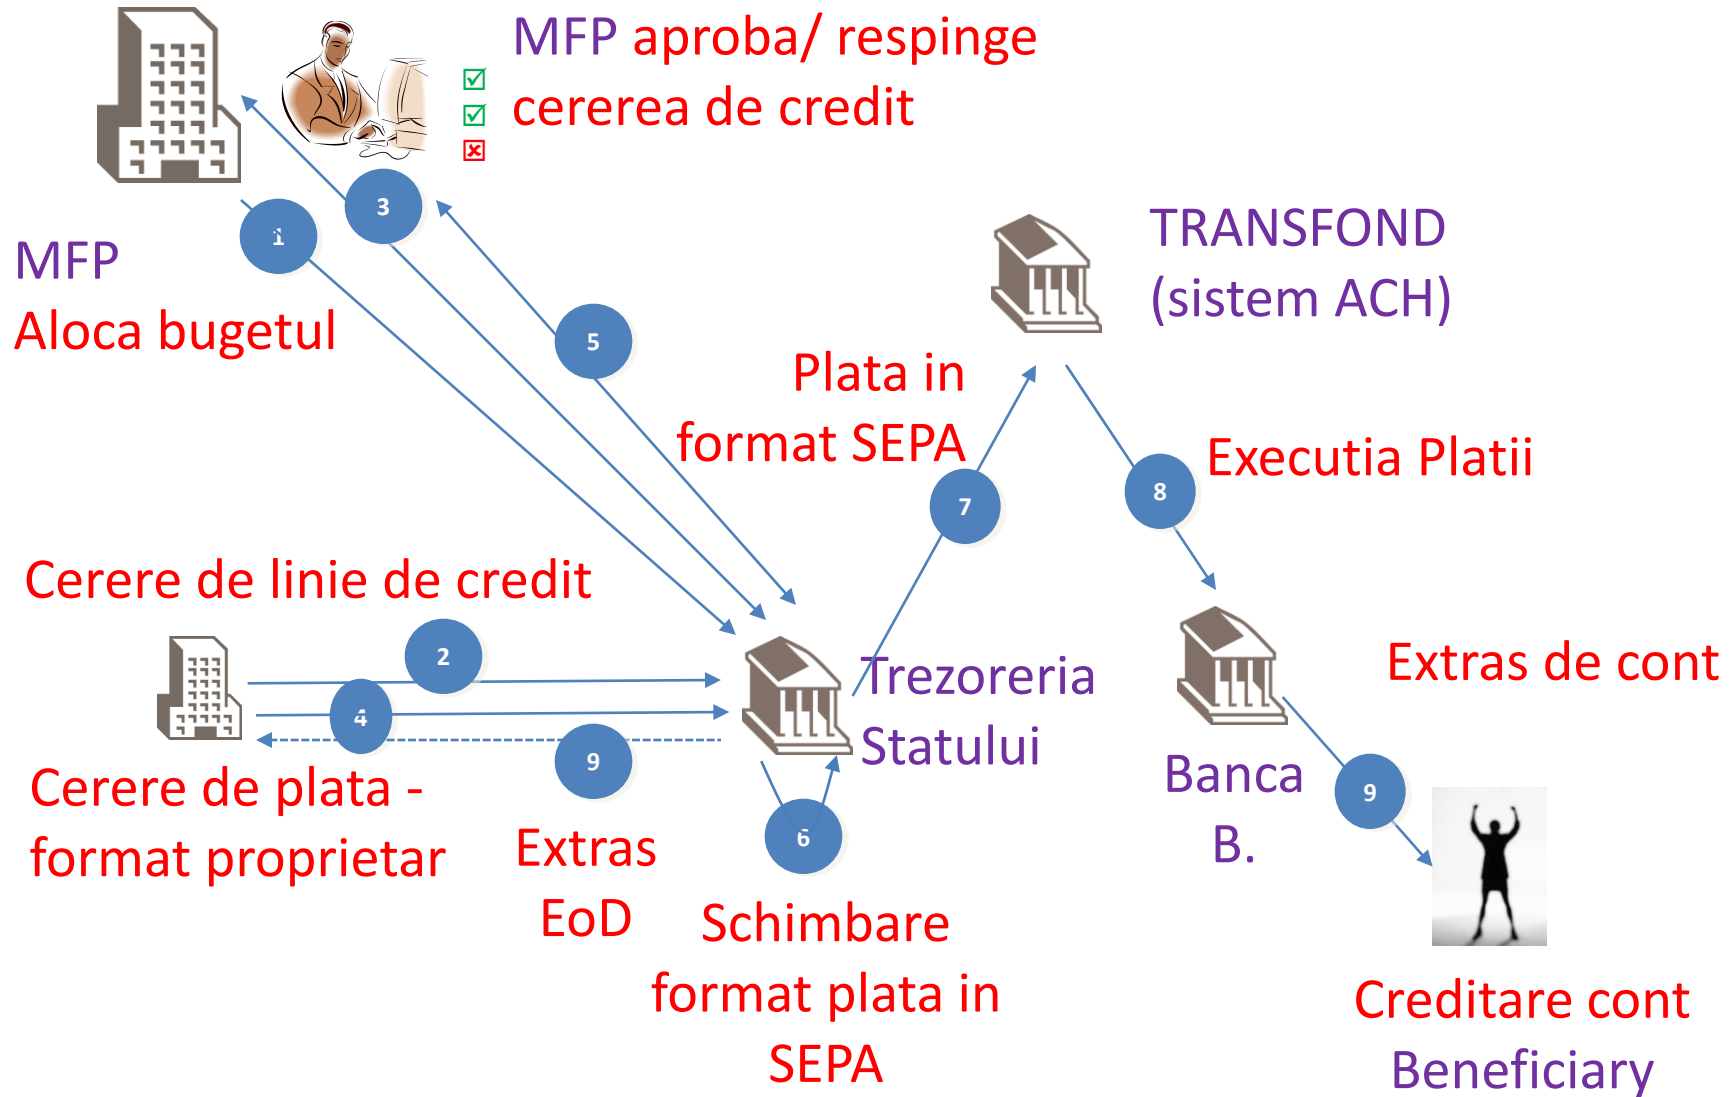 MFP aproba/ respinge
cererea de credit
3
1
MFP
Aloca bugetul
TRANSFOND
(sistem ACH)
5
Plata in
format SEPA
7
Executia Platii
8
Cerere de linie de credit
2
4
9
Cerere de plata -
format proprietar
Extras
EoD
Trezoreria
Statului
6
Schimbare
format plata in
SEPA
Extras de cont
Banca
B.
9
Creditare cont
Beneficiary